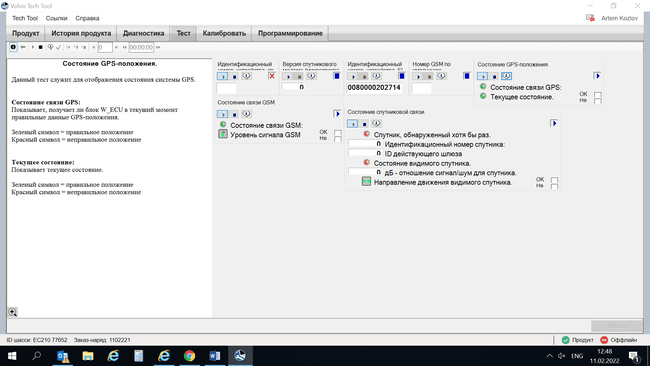 Volvo Tech Tool
Tech Tool Ссылки Справка
Artem Kozlov
Продукт История продукта Диагностика Тест Калибровать Программирование
0 00:00:00
Состояние GPS-положения.
Данный тест служит для отображения состояния системы GPS.
Состояние связи GPS:
Показывает, получает ли блок W_ECU в текущий момент
правильные данные GPS-положения.
Зеленый символ = правильное положение
Красный символ = неправильное положение
Текущее состояние:
Показывает текущее состояние.
Зеленый символ = правильное положение
Красный символ = неправильное положение
Идентификационный
Версия спутникового
0
Идентификационный
0080000202714
Номер GSM по
Состояние GPS-положения.
Состояние связи GPS:
Текущее состояние.
OK
Не
Состояние связи GSM.
Состояние связи GSM:
Уровень сигнала GSM
OK
Не
Состояние спутниковой связи.
Спутник, обнаруженный хотя бы раз.
0 Идентификационный номер спутника:
0 ID действующего шлюза
Состояние видимого спутника.
0 дБ - отношение сигнал/шум для спутника.
Направление движения видимого спутника.
OK
Не
ID шасси: EC210 77652 Заказ-наряд: 1102221
Продукт Оффлайн
ENG
12:48
11.02.2022